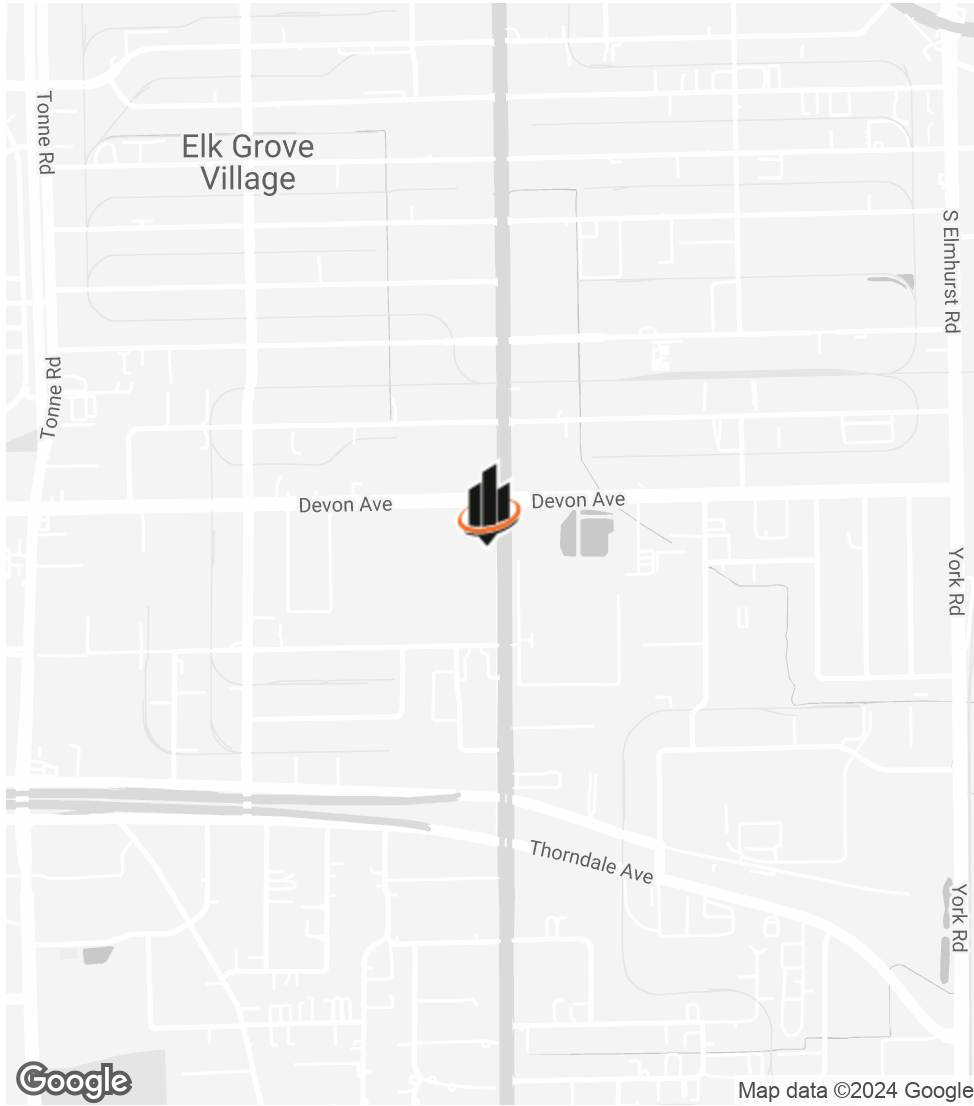 Tonne Rd
Elk Grove
Village
S Elmhurst Rd
Tonne Rd
Devon Ave
Devon Ave
York Rd
Thorndale Ave
York Rd
Google
Map data ©2024 Google